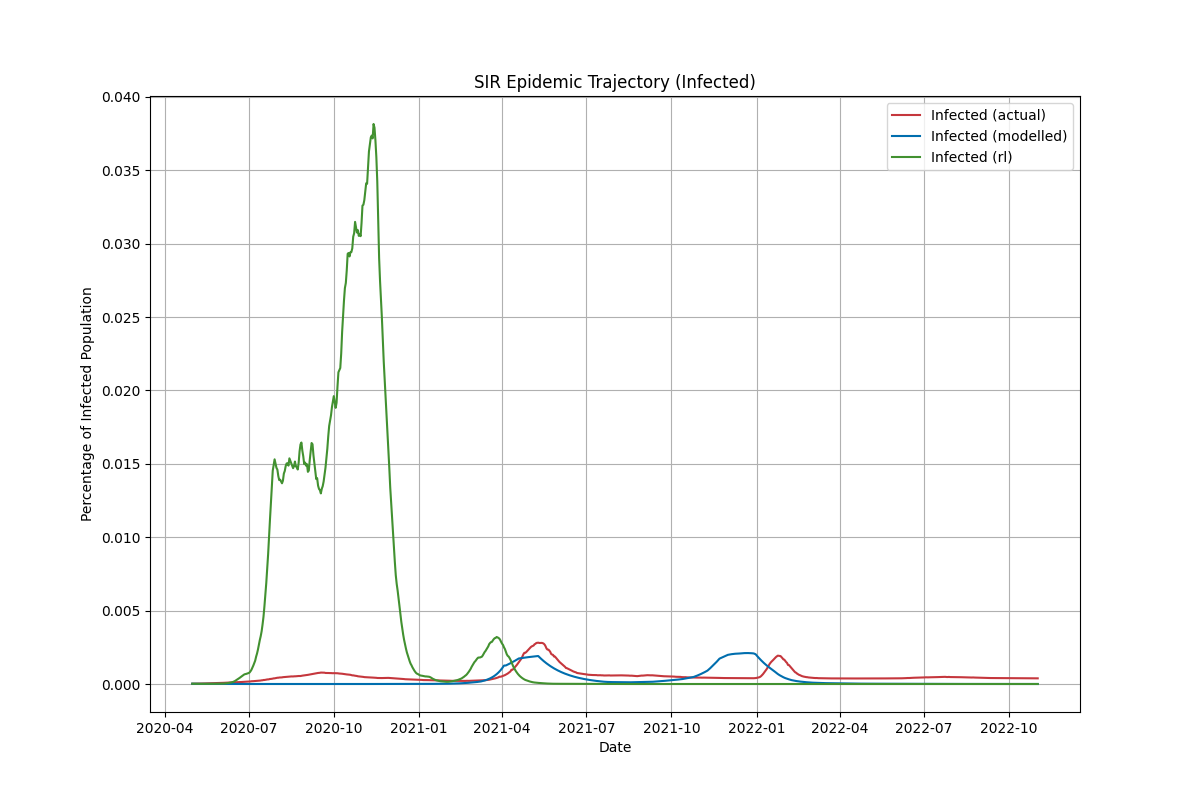 SIR Epidemic Trajectory (Infected)
Infected (actual)
Infected (modelled)
Infected (rl)
Percentage of Infected Population
0.040
0.035
0.030
0.025
0.020
0.015
0.010
0.005
0.000
2020-04 2020-07 2020-10 2021-01 2021-04 2021-07 2021-10 2022-01 2022-04 2022-07 2022-10
Date